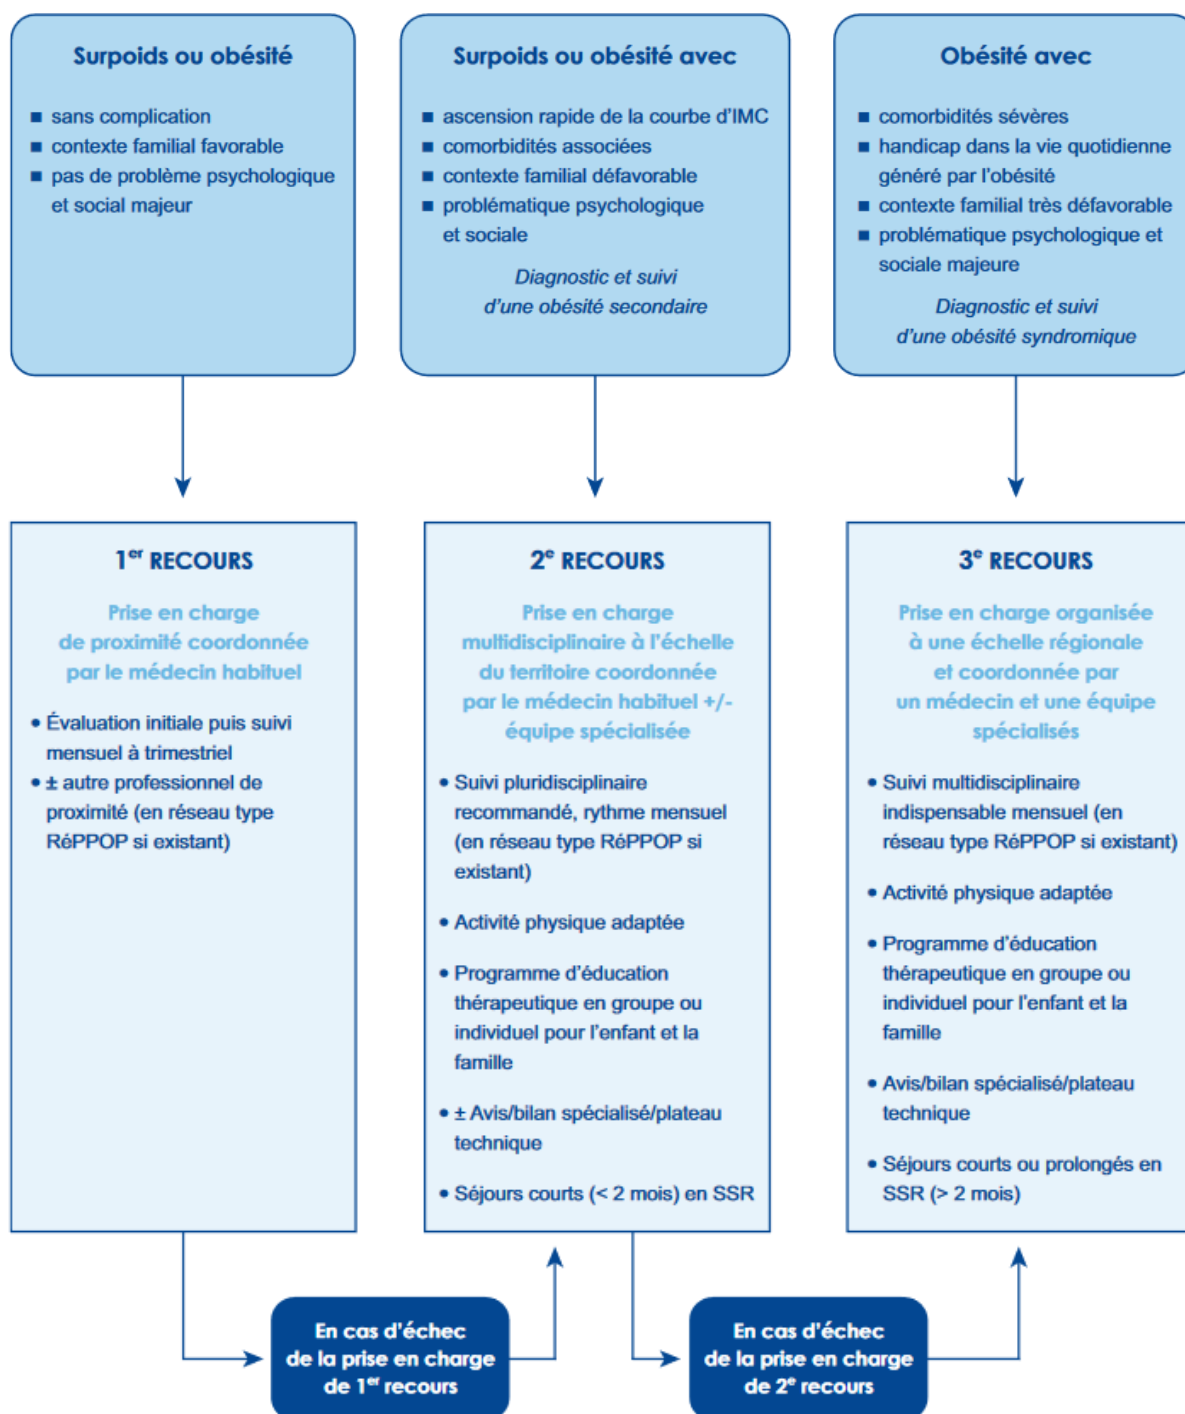 Surpoids ou obésité
■ sans complication
■ contexte familial favorable
■ pas de problème psychologique
et social majeur
Surpoids ou obésité avec
■ ascension rapide de la courbe d’IMC
■ comorbidités associées
■ contexte familial défavorable
■ problématique psychologique
et sociale
Diagnostic et suivi
d’une obésité secondaire
Obésité avec
■ comorbidités sévères
■ handicap dans la vie quotidienne
généré par l’obésité
■ contexte familial très défavorable
■ problématique psychologique et
sociale majeure
Diagnostic et suivi
d’une obésité syndromique
1er RECOURS
Prise en charge
de proximité coordonnée
par le médecin habituel
• Évaluation initiale puis suivi
mensuel à trimestriel
• ± autre professionnel de
proximité (en réseau type
RéPPOP si existant)
2e RECOURS
Prise en charge
multidisciplinaire à l’échelle
du territoire coordonnée
par le médecin habituel +/-
équipe spécialisée
• Suivi pluridisciplinaire
recommandé, rythme mensuel
(en réseau type RéPPOP si
existant)
• Activité physique adaptée
• Programme d’éducation
thérapeutique en groupe ou
individuel pour l’enfant et la
famille
• ± Avis/bilan spécialisé/plateau
technique
• Séjours courts (< 2 mois) en SSR
3e RECOURS
Prise en charge organisée
à une échelle régionale
et coordonnée par
un médecin et une équipe
spécialisés
• Suivi multidisciplinaire
indispensable mensuel (en
réseau type RéPPOP si existant)
• Activité physique adaptée
• Programme d’éducation
thérapeutique en groupe ou
individuel pour l’enfant et la
famille
• Avis/bilan spécialisé/plateau
technique
• Séjours courts ou prolongés en
SSR (> 2 mois)
En cas d’échec
de la prise en charge
de 1er recours
En cas d’échec
de la prise en charge
de 2e recours